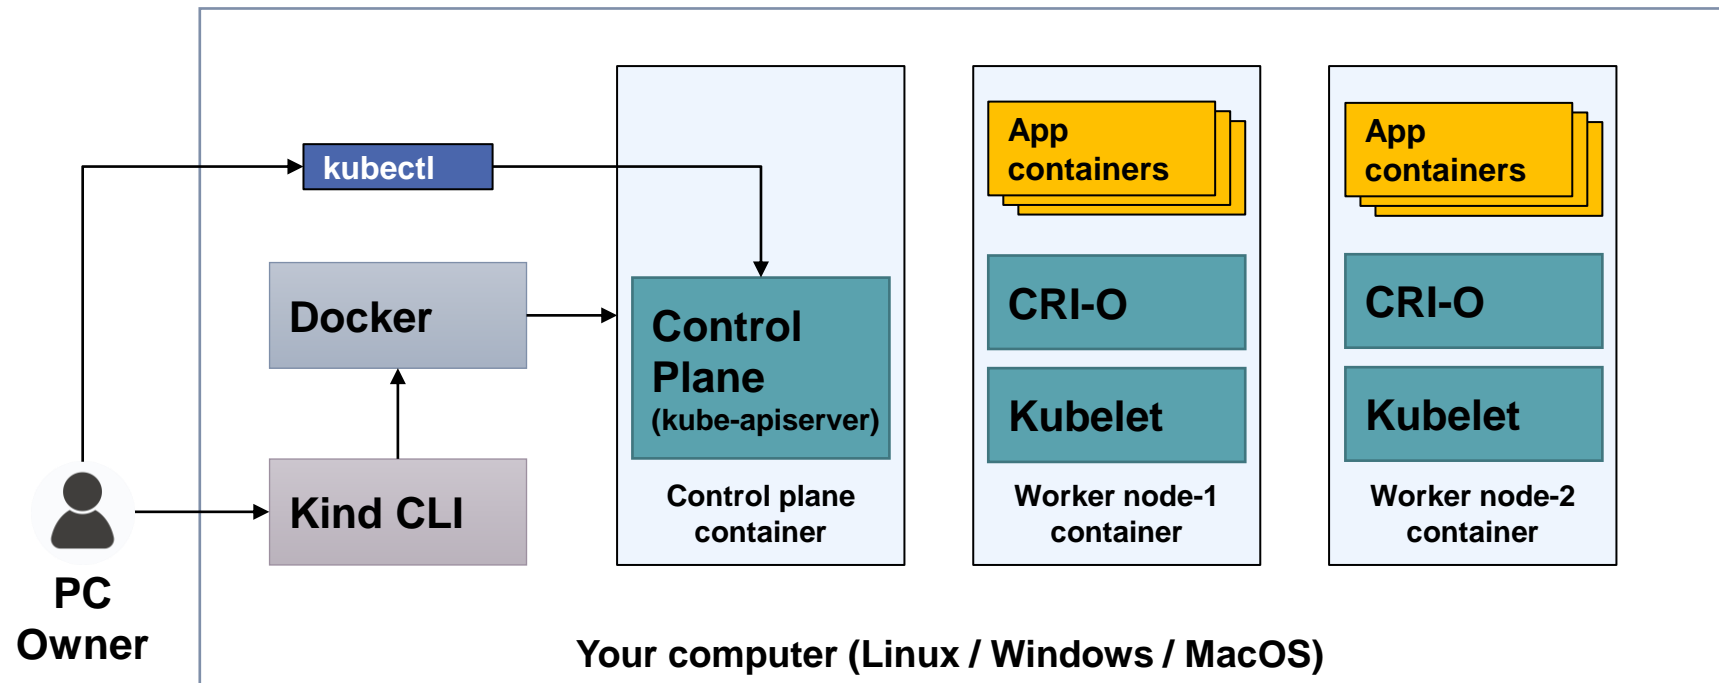 kubectl
Docker
Kind CLI
PC
Owner
Control
Plane
(kube-apiserver)
Control plane
container
App
containers
CRI-O
Kubelet
Worker node-1
container
App
containers
CRI-O
Kubelet
Worker node-2
container
Your computer (Linux / Windows / MacOS)